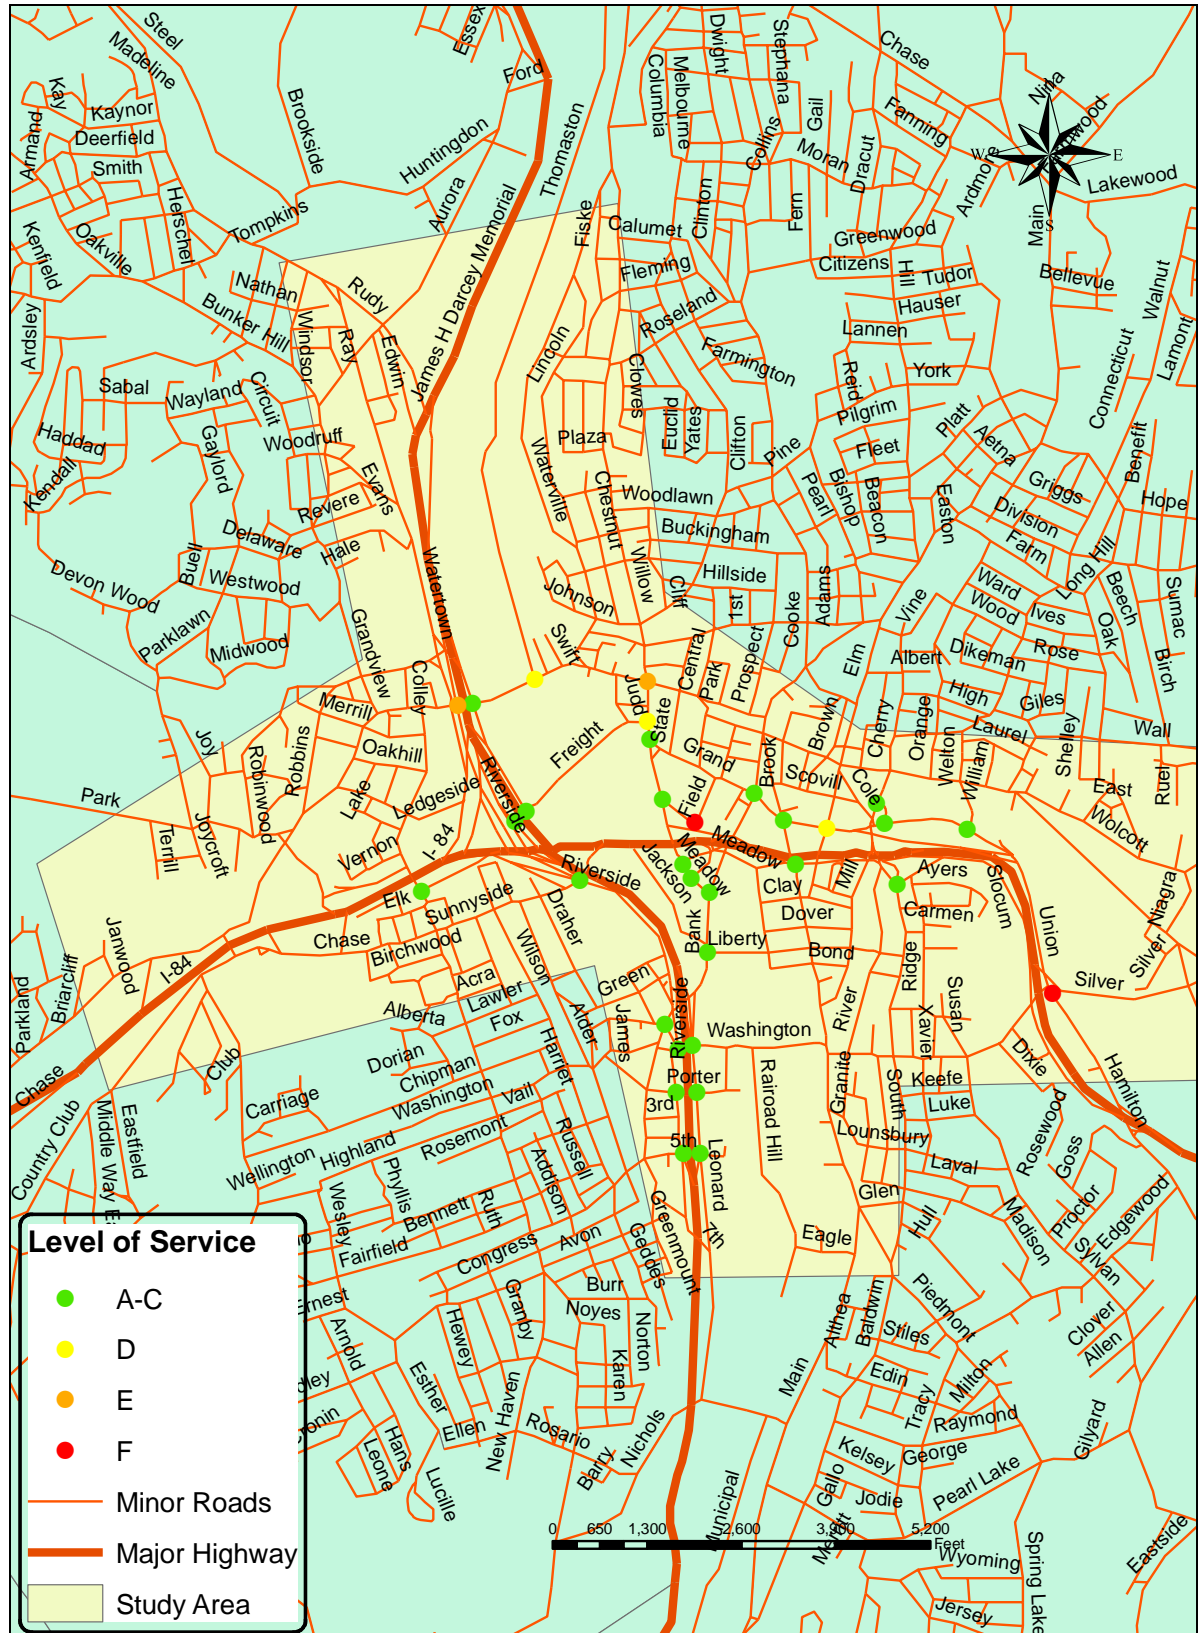 Steel
Madeline
Essex
Ford
Kay
Kaynor
Armand
Deerfield
Smith
Brookside
Huntingdon
Thomaston
Columbia
Melbourne
Dwight
Stephana
Gail
Chase
Fanning
Nina
Collins
Moran
Dracut
Ardmore
W
E
S
Lakewood
Main
Herschel
Tompkins
Aurora
James H Darcey Memorial
Fiske
Calumet
Clinton
Fern
Greenwood
Kenfield
Oakville
Fleming
Citizens
Hill
Tudor
Bellevue
Walnut
Nathan
Rudy
Bunker Hill
Windsor
Ray
Edwin
Roseland
Hauser
Lannen
Ardsley
Lincoln
Farmington
Connecticut
Lamont
Sabal
Wayland
Circuit
Clowes
Reid
York
Pilgrim
Platt
Haddad
Gaylord
Woodruff
Plaza
Euclid
Yates
Clifton
Pine
Fleet
Aetna
Benefit
Kendall
Evans
Waterville
Chestnut
Woodlawn
Pearl
Bishop
Beacon
Easton
Griggs
Hope
Revere
Buckingham
Division
Delaware
Hale
Farm
Long Hill
Devon Wood
Buell
Westwood
Watertown
Johnson
Willow
Hillside
Cliff
1st
Cooke
Adams
Vine
Ward
Wood
Ives
Beech
Oak
Sumac
Parklawn
Midwood
Grandview
Swift
Central
Park
Prospect
Elm
Albert
Dikeman
Rose
Birch
Merrill
Colley
Judd
State
Brown
Cherry
Orange
High
Giles
Laurel
Wall
Joy
Robinwood
Robbins
Oakhill
Riverside
Freight
Grand
Brook
Scovill
Cole
Welton
William
Shelley
East
Ruel
Park
Lake
Ledgeside
Field
Wolcott
Terrill
Joycroft
Vernon
I-84
Riverside
Jackson
Meadow
Meadow
Clay
Mill
Ayers
Slocum
Niagra
Elk
Sunnyside
Draher
Dover
Carmen
Union
Janwood
Chase
Birchwood
Wilson
Bank
Liberty
Bond
Ridge
Silver
Silver
I-84
Briarcliff
Parkland
Acra
Lawler
Green
Susan
Alberta
Fox
Alder
James
Riverside
Washington
River
Xavier
Dixie
Dorian
Harriet
Hamilton
Chase
Club
Chipman
Porter
Keefe
Carriage
Washington
Vail
3rd
Railroad Hill
Granite
South
Luke
Rosewood
Country Club
Middle Way
Eastfield
Highland
Rosemont
Russell
5th
Leonard
Lounsbury
Goss
Wellington
Addison
Laval
Phyllis
Wesley
Bennett
Ruth
Glen
Greenmount
Proctor
Edgewood
Madison
Hull
Fairfield
Congress
Avon
Geddes
7th
Eagle
Sylvan
Level of Service
A-C
D
E
F
Minor Roads
Major Highway
Study Area
Ernest
Granby
Burr
Noyes
Piedmont
Althea
Baldwin
Stiles
Clover
Allen
Arnold
Hewey
Norton
Karen
Main
Edin
Milton
Esther
Tracy
New Haven
Raymond
Ellen
Rosario
Nichols
Kelsey
George
Gilyard
Hans
Leone
Barry
Pearl Lake
Lucille
Gallo
Jodie
Municipal
Merritt
Spring Lake
Eastside
0 650 1,300 2,600 3,900 5,200
Feet
Wyoming
Jersey